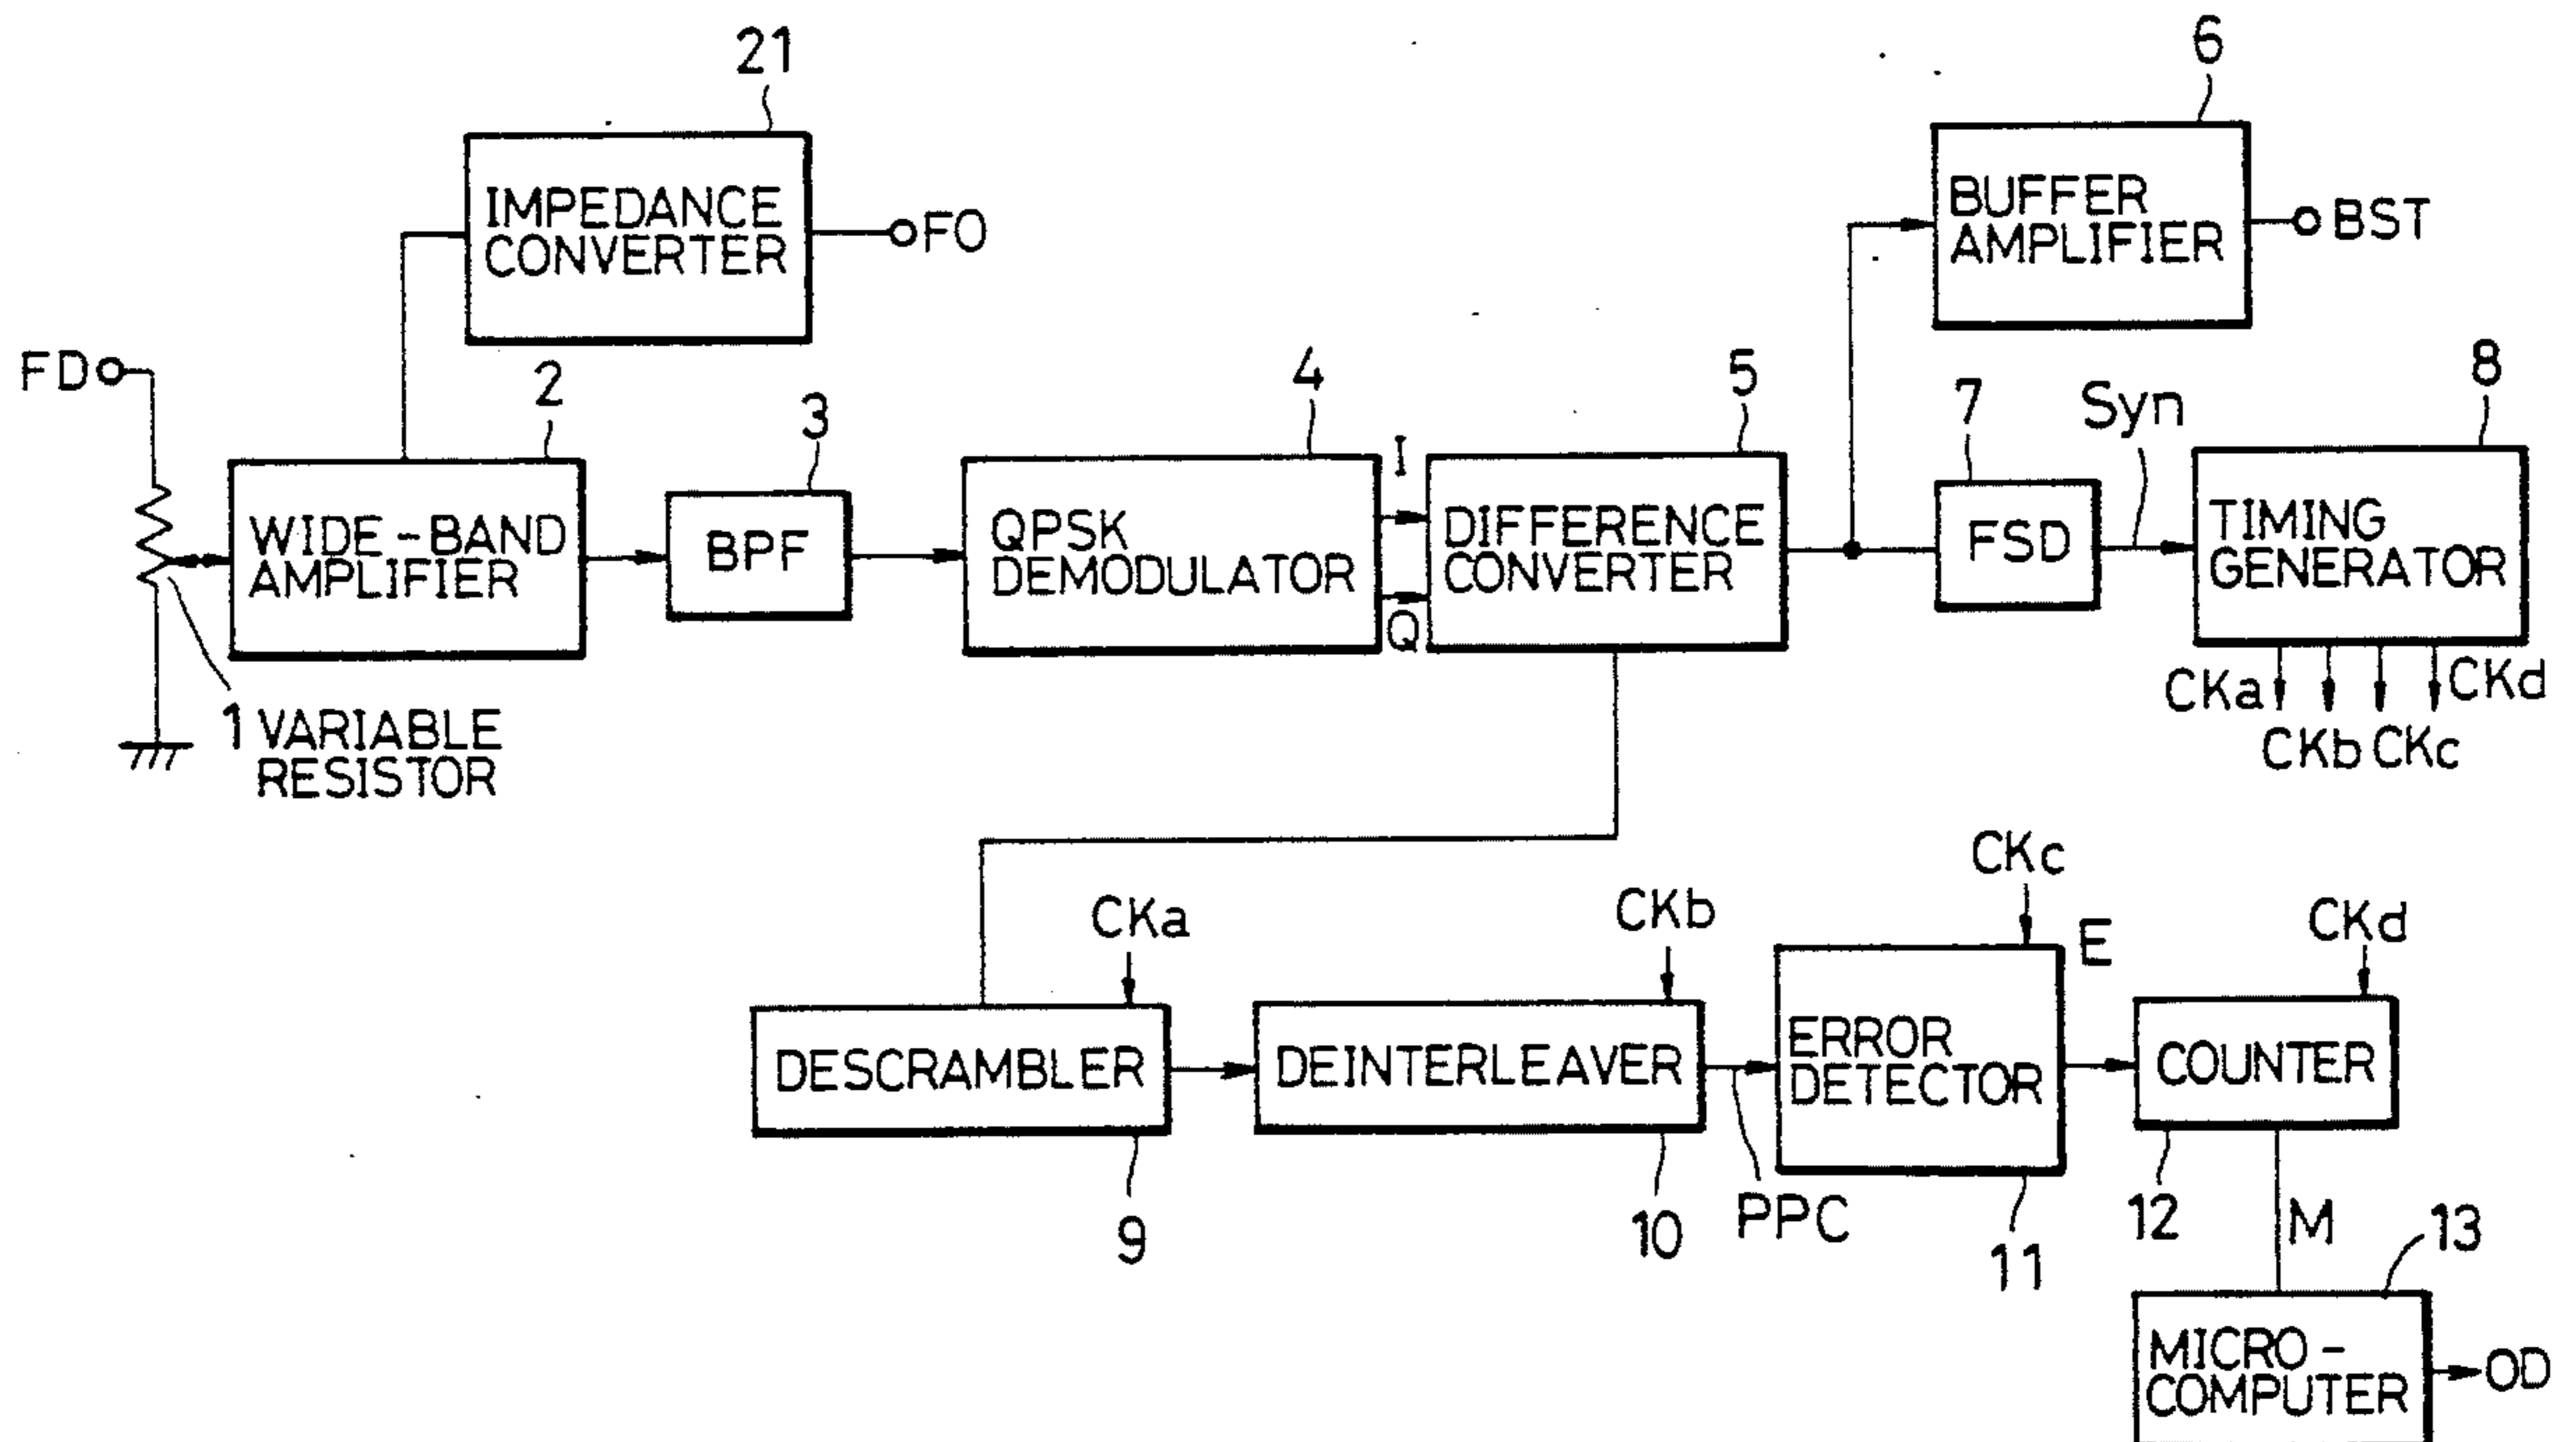 21
IMPEDANCE
CONVERTER
FO
6
BUFFER
AMPLIFIER
BST
FD
2
WIDE-BAND
AMPLIFIER
1 VARIABLE
RESISTOR
3
BPF
4
QPSK
DEMODULATOR
I
Q
5
DIFFERENCE
CONVERTER
7
FSD
Syn
8
TIMING
GENERATOR
CKa
CKb
CKc
CKd
CKa
DESCRAMBLER
9
CKb
DEINTERLEAVER
10
PPC
CKc
ERROR
DETECTOR
11
E
CKd
COUNTER
12
M
13
MICRO-
COMPUTER
OD